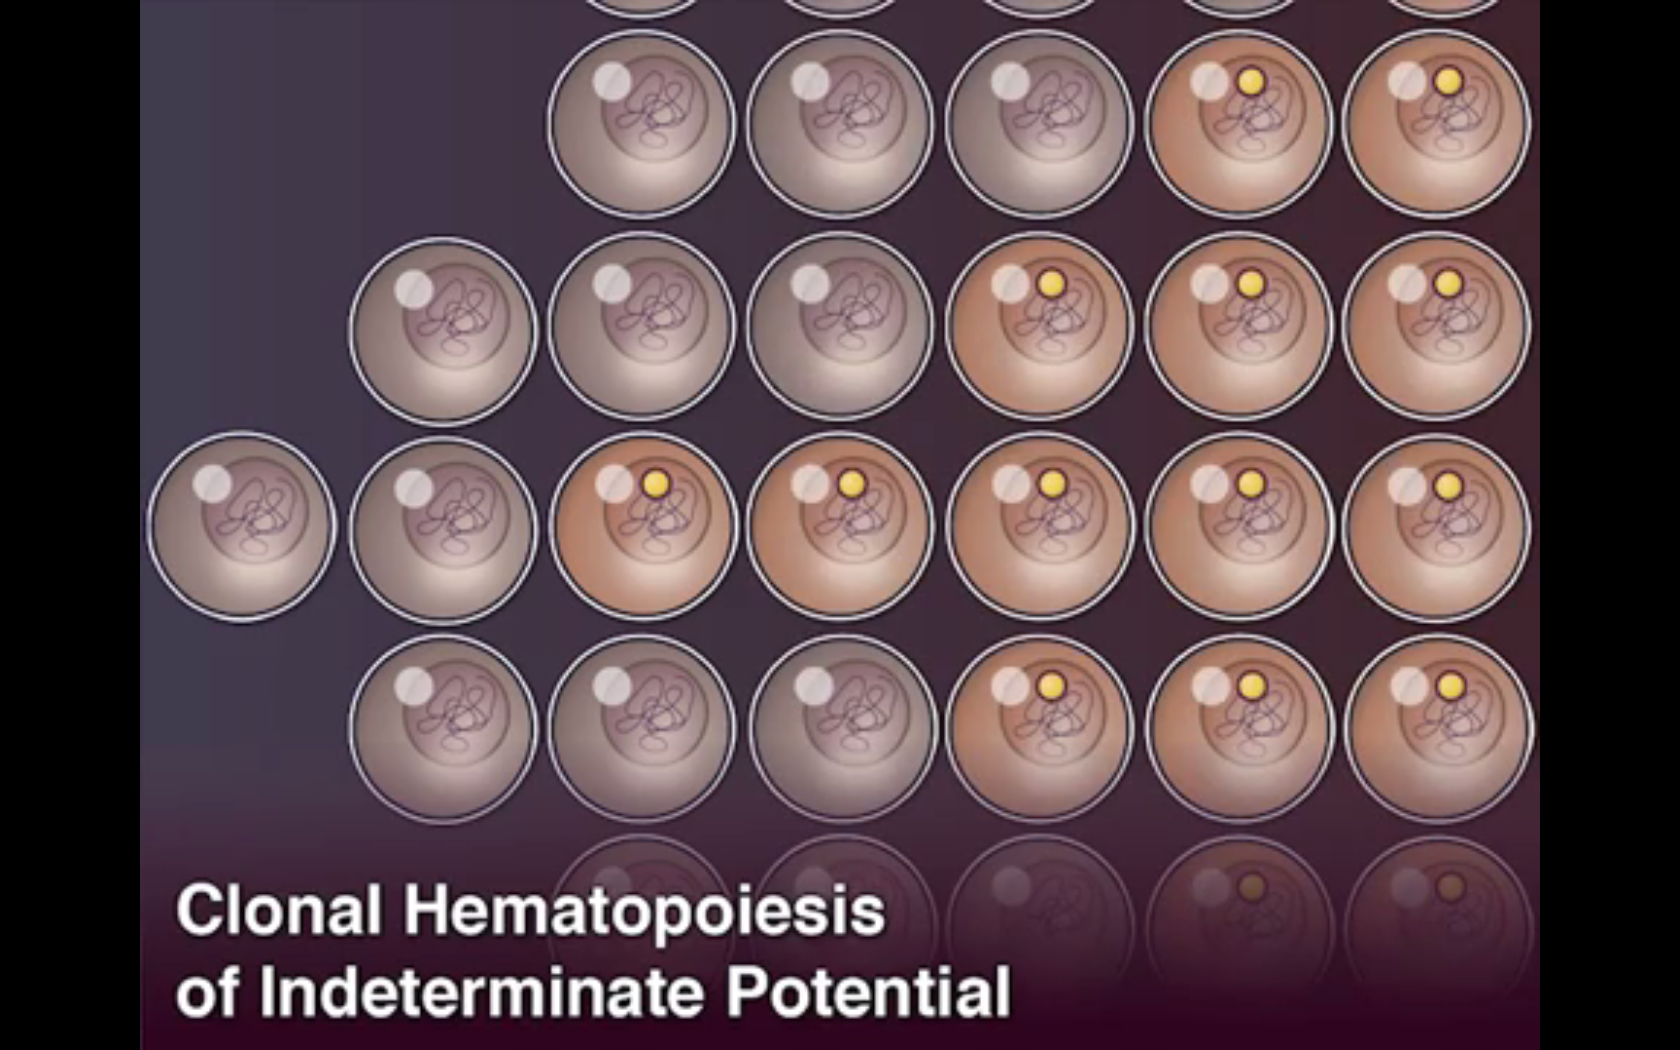 Clonal Hematopoiesis
of Indeterminate Potential